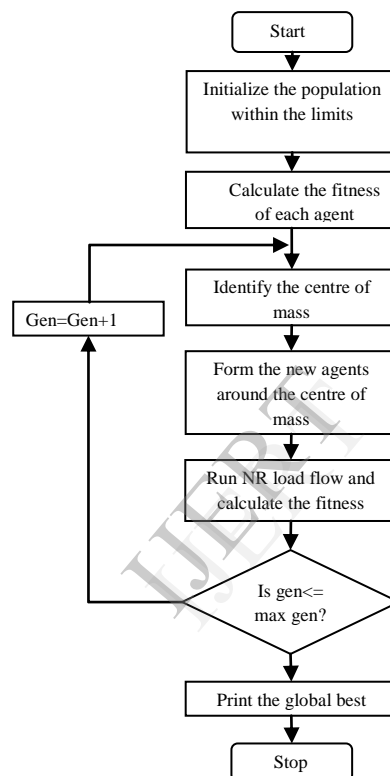 Start
Initialize the population
within the limits
Calculate the fitness
of each agent
Identify the centre of
mass
Gen=Gen+1
Form the new agents
around the centre of
mass
Run NR load flow and
calculate the fitness
IJERT
Is gen<=
max gen?
Print the global best
Stop